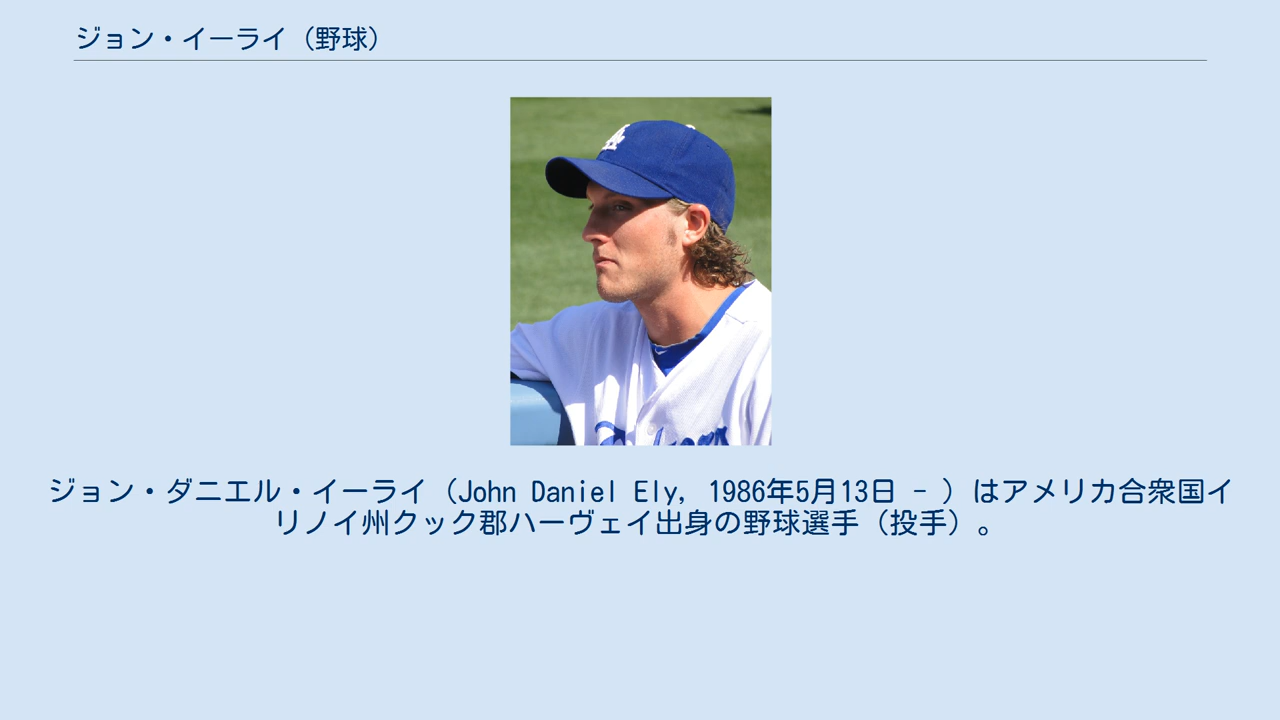 ジョン・イーライ（野球）
ジョン・ダニエル・イーライ（John Daniel Ely, 1986年5月13日 - ）はアメリカ合衆国イ
リノイ州クック郡ハーヴェイ出身の野球選手（投手）。